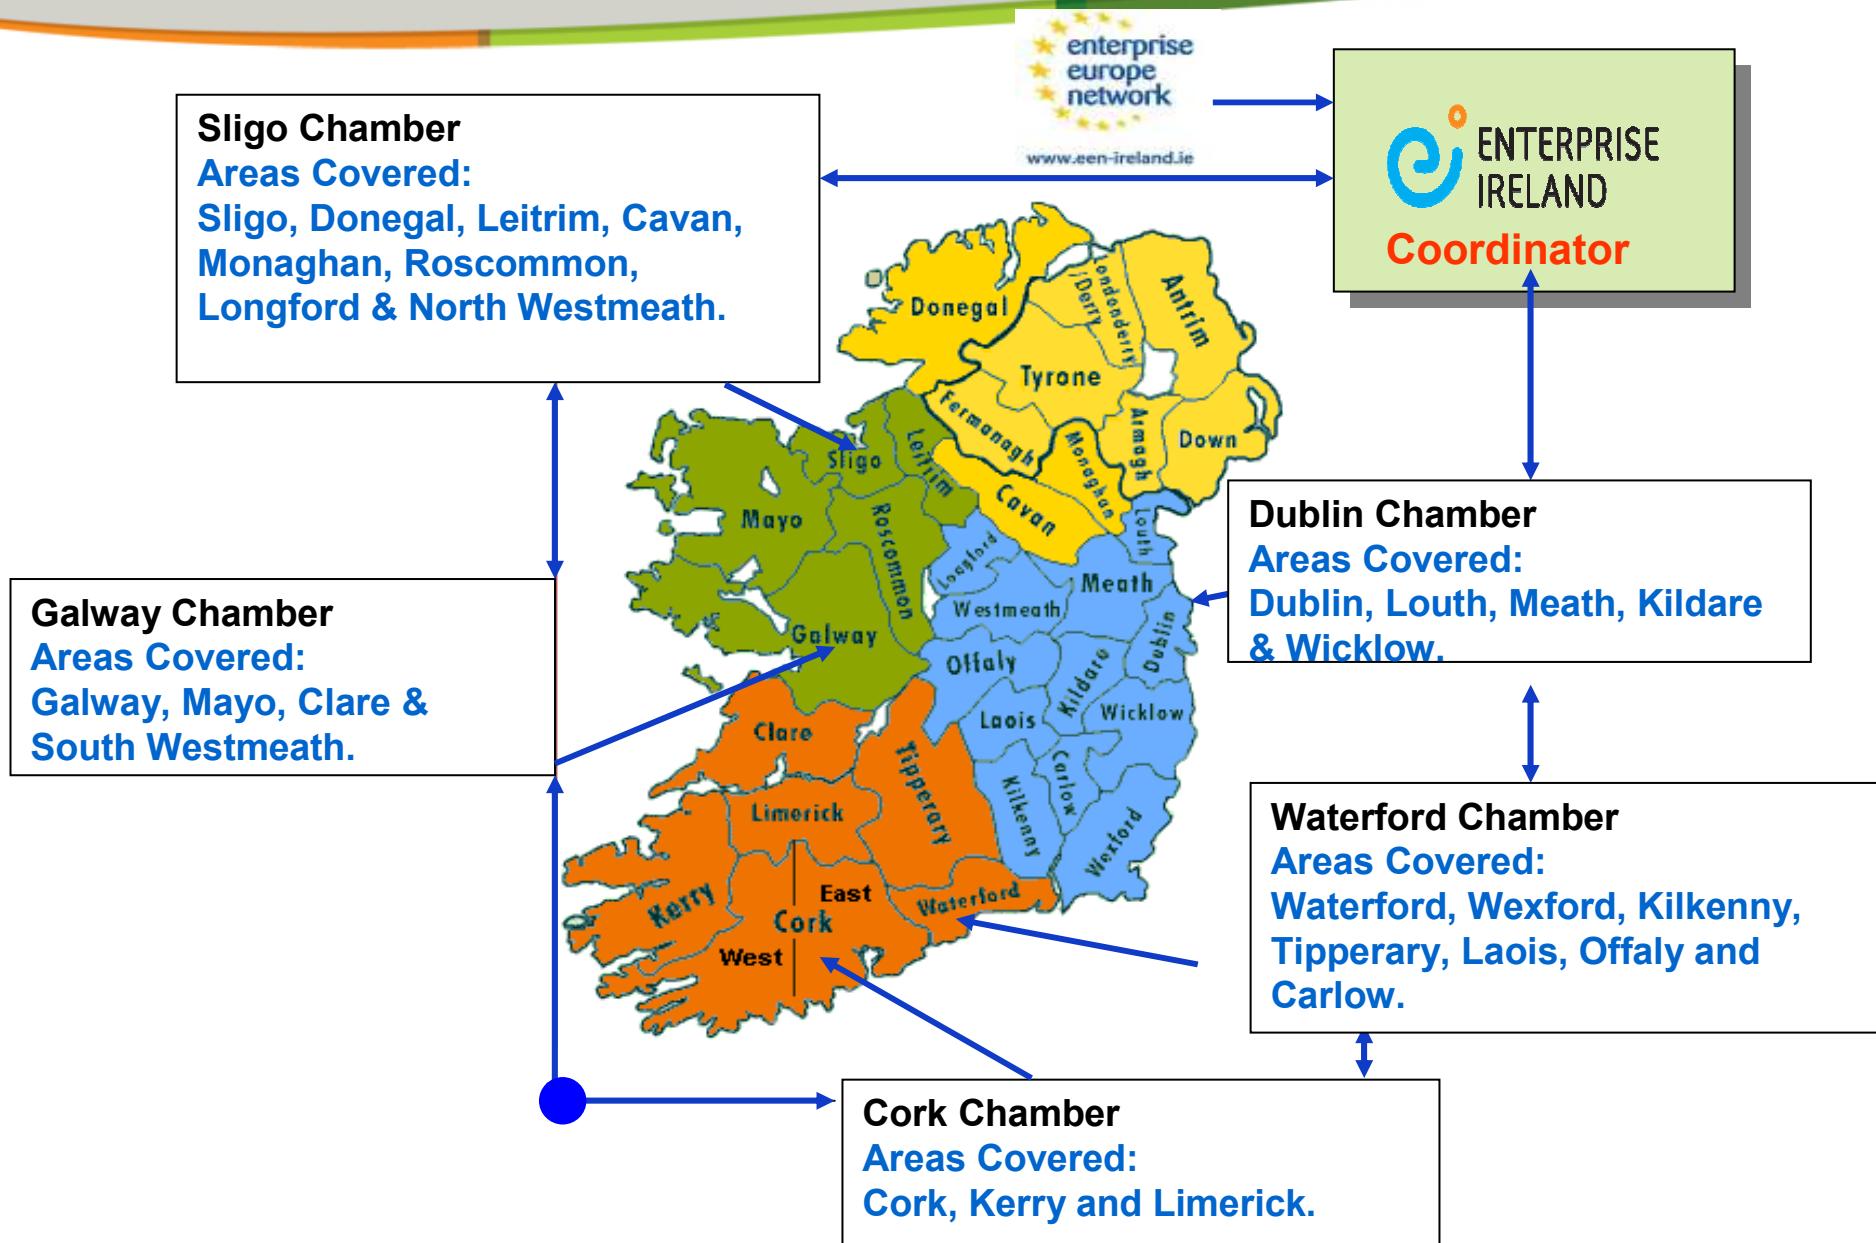 enterprise
europe
network
www.een-ireland.ie
ENTERPRISE
IRELAND
Coordinator
Sligo Chamber
Areas Covered:
Sligo, Donegal, Leitrim, Cavan,
Monaghan, Roscommon,
Longford & North Westmeath.
Galway Chamber
Areas Covered:
Galway, Mayo, Clare &
South Westmeath.
Dublin Chamber
Areas Covered:
Dublin, Louth, Meath, Kildare
& Wicklow.
Waterford Chamber
Areas Covered:
Waterford, Wexford, Kilkenny,
Tipperary, Laois, Offaly and
Carlow.
Cork Chamber
Areas Covered:
Cork, Kerry and Limerick.
Donegal
Londonderry
/Derry
Antrim
Tyrone
Fermanagh
Armagh
Down
Monaghan
Cavan
Sligo
Leitrim
Mayo
Roscommon
Galway
Longford
Louth
Meath
Westmeath
Dublin
Offaly
Kildare
Laois
Wicklow
Carlow
Kilkenny
Wexford
Clare
Tipperary
Limerick
Kerry
East
Cork
West
Waterford